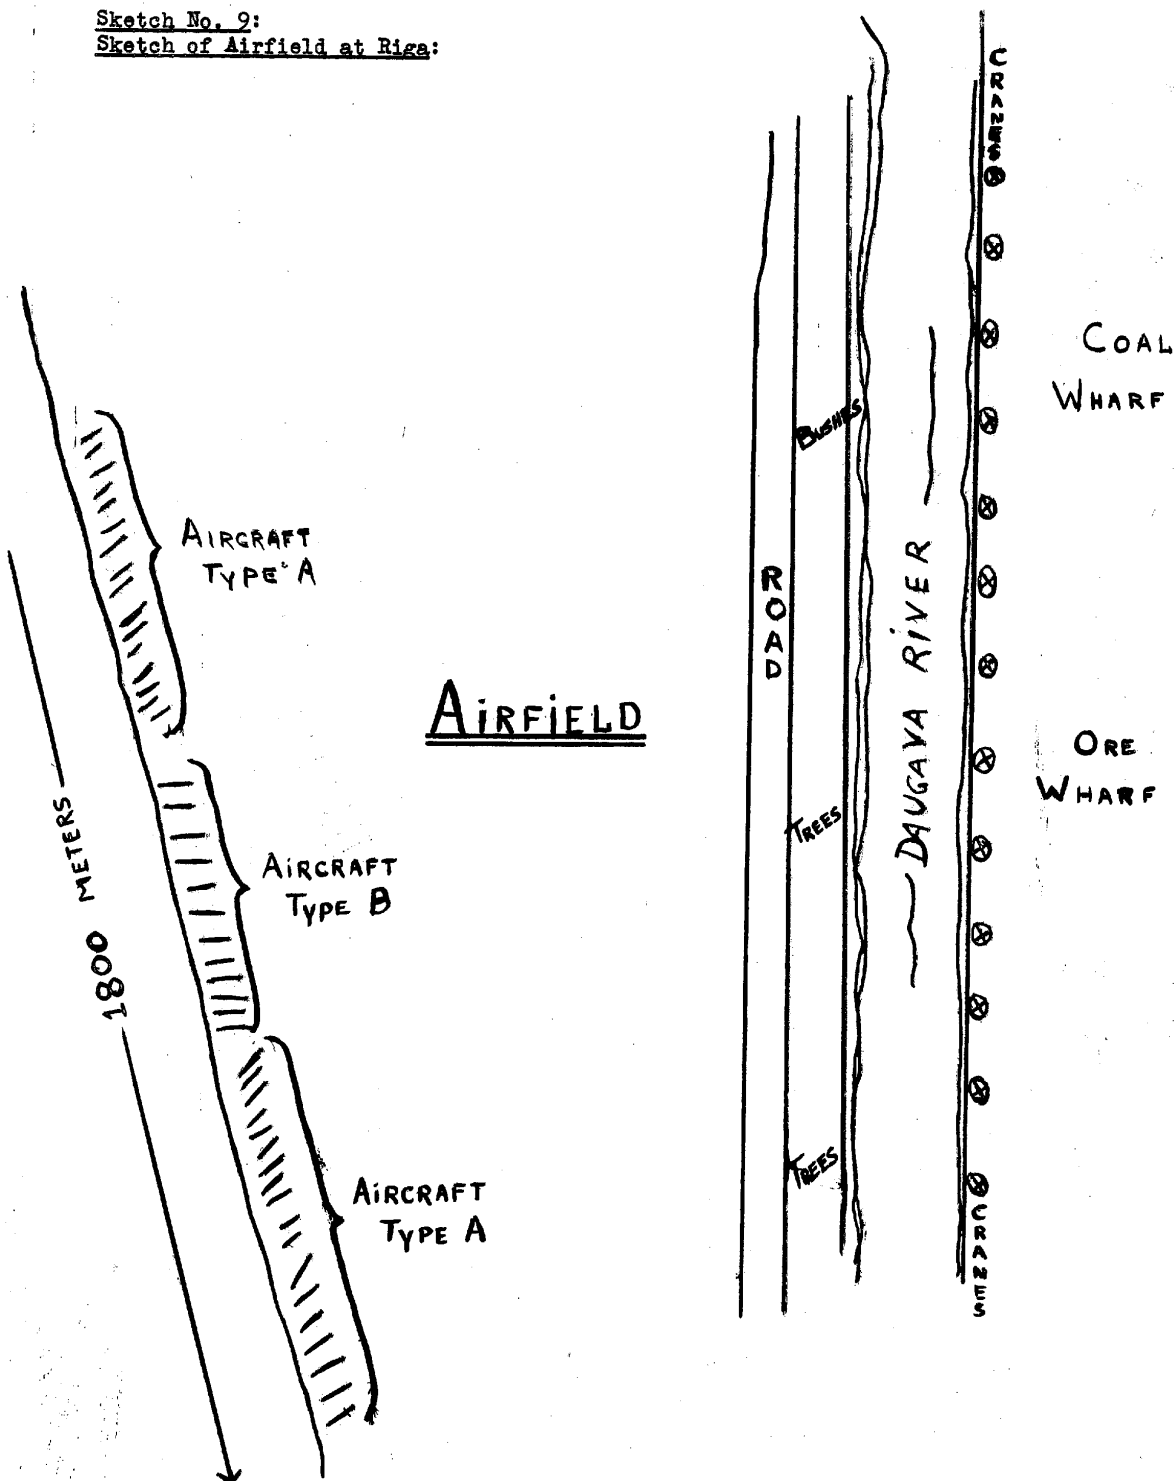 Sketch No. 9:
Sketch of Airfield at Riga:
CRANES
COAL
WHARF
BUSHES
AIRCRAFT
TYPE A
ROAD
DAUGAVA RIVER
AIRFIELD
ORE
WHARF
1800 METERS
TREES
AIRCRAFT
TYPE B
TREES
AIRCRAFT
TYPE A
CRANES